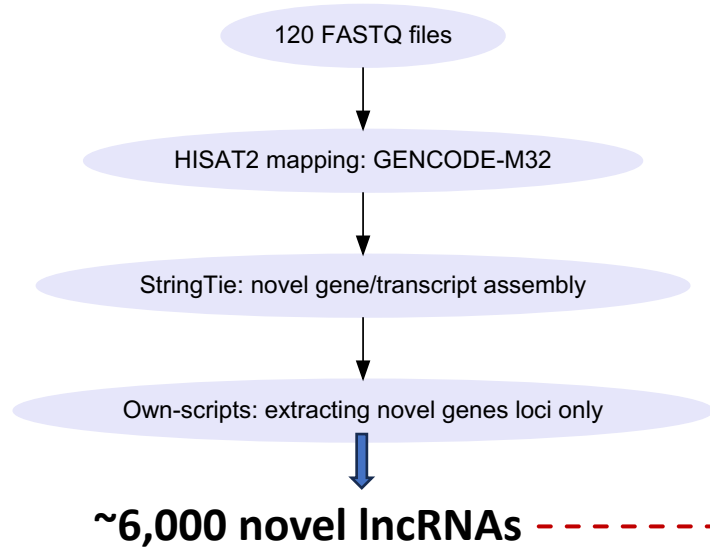 120 FASTQ files
HISAT2 mapping: GENCODE-M32
StringTie: novel gene/transcript assembly
Own-scripts: extracting novel genes loci only
~6,000 novel lncRNAs